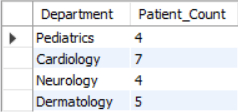 Department Patient_Count
Pediatrics 4
Cardiology 7
Neurology 4
Dermatology 5